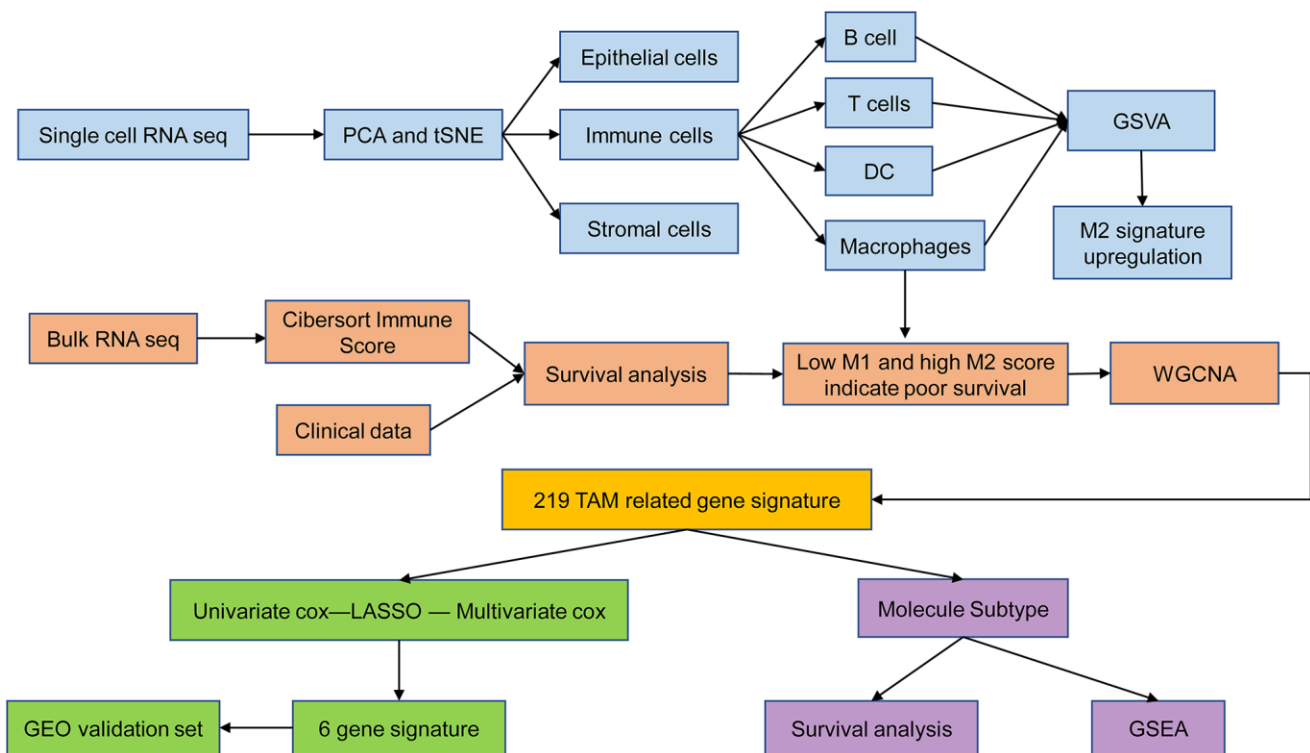 Epithelial cells
B cell
Single cell RNA seq
PCA and tSNE
Immune cells
T cells
GSVA
DC
Stromal cells
Macrophages
M2 signature
upregulation
Bulk RNA seq
Cibersort Immune
Score
Survival analysis
Low M1 and high M2 score
indicate poor survival
WGCNA
Clinical data
219 TAM related gene signature
Univariate cox—LASSO — Multivariate cox
Molecule Subtype
GEO validation set
6 gene signature
Survival analysis
GSEA